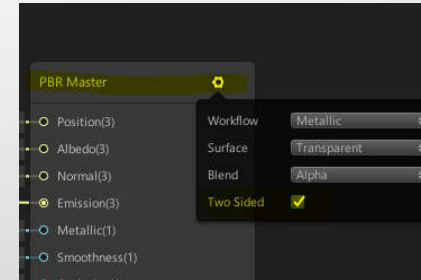 PBR Master
Position(3)
Albedo(3)
Normal(3)
Emission(3)
Metallic(1)
Smoothness(1)
Workflow Metallic
Surface Transparent
Blend Alpha
Two Sided